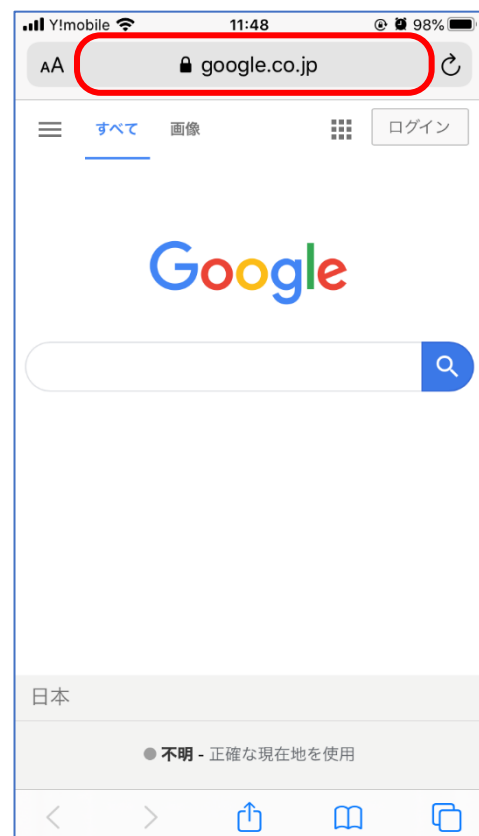 Y!mobile 11:48 98%
AA google.co.jp
すべて 画像 ログイン
Google
日本
不明 - 正確な現在地を使用